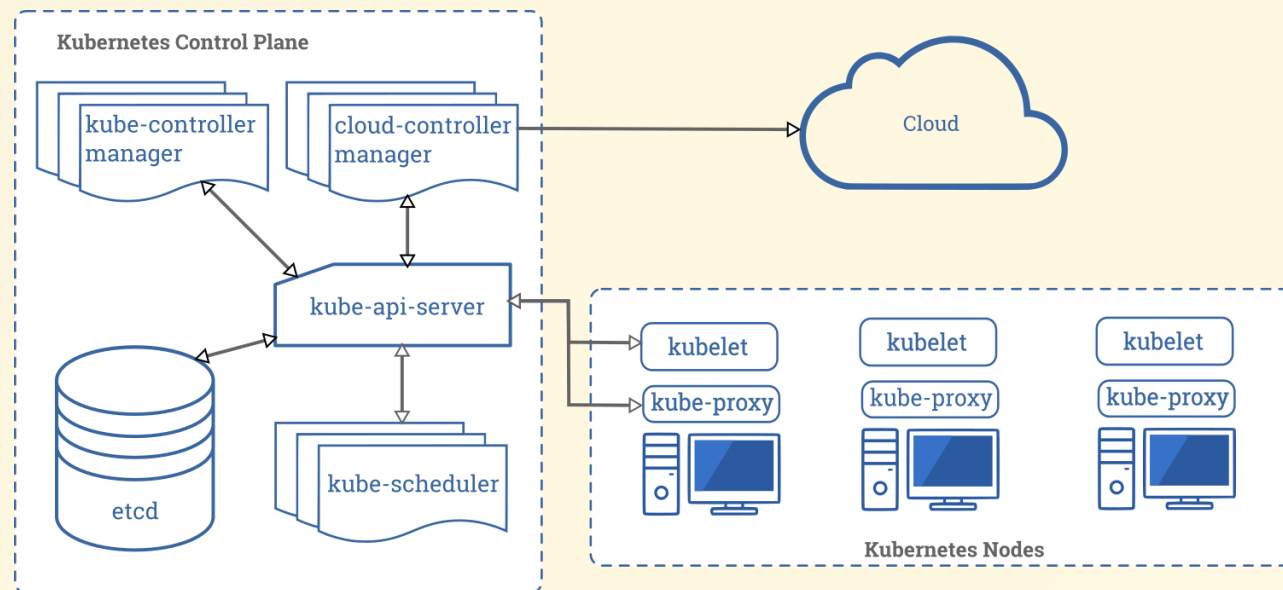 Kubernetes Control Plane
kube-controller
manager
cloud-controller
manager
Cloud
kube-api-server
kubelet
kubelet
kubelet
kube-proxy
kube-proxy
kube-proxy
etcd
kube-scheduler
Kubernetes Nodes